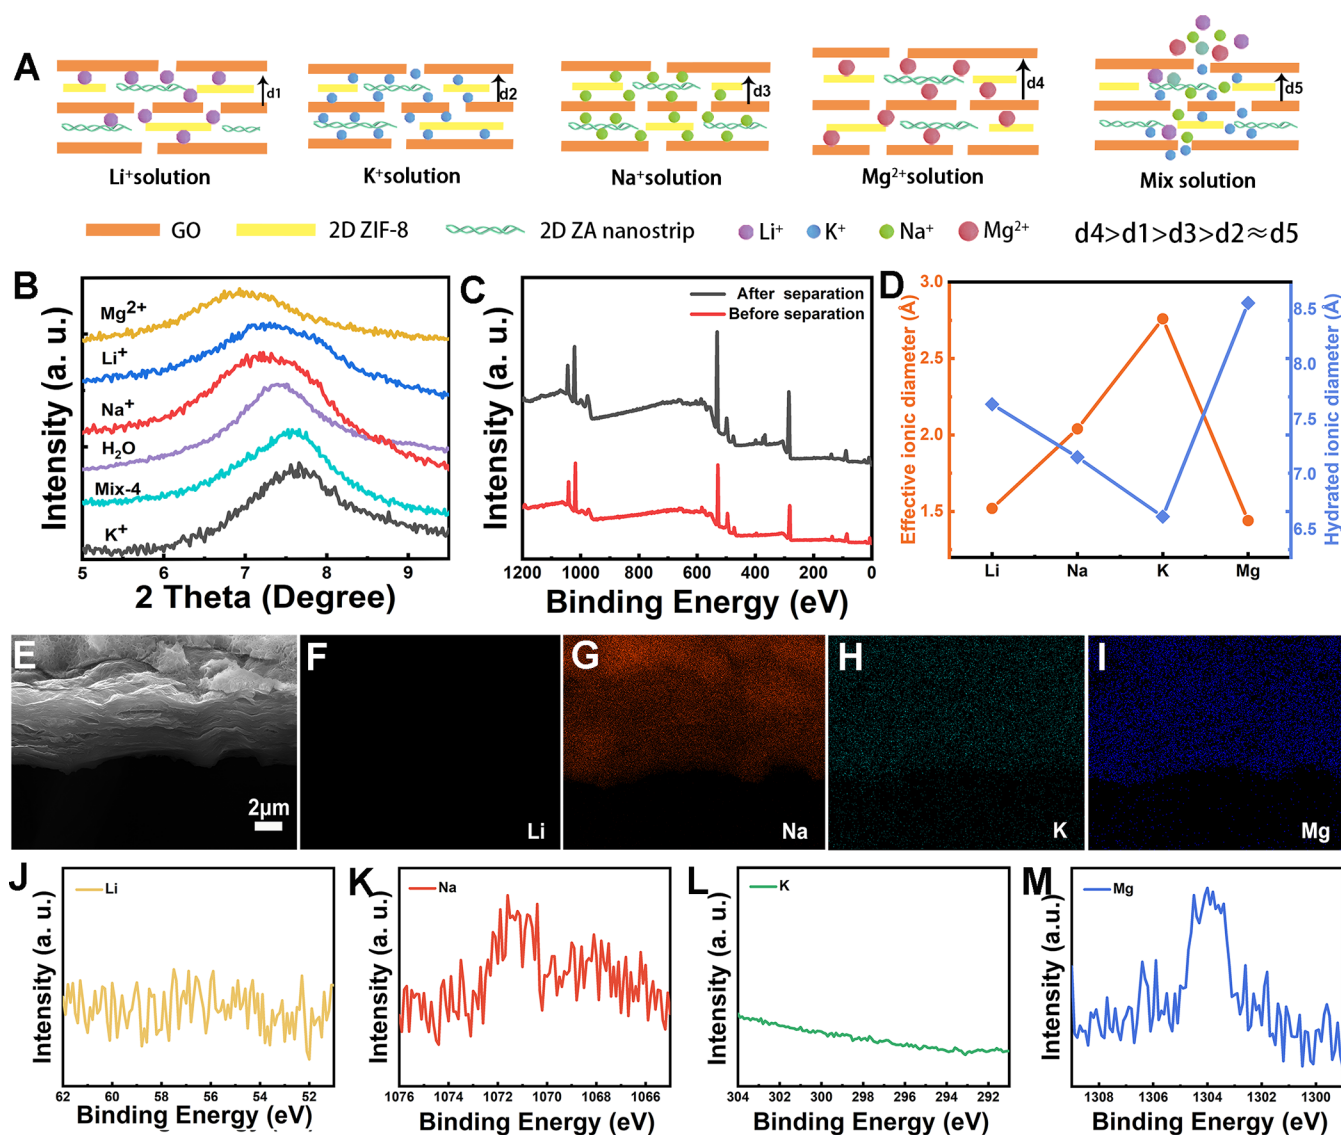 A
d1
d2
d3
d4
d5
Li⁺solution
K⁺solution
Na⁺solution
Mg²⁺solution
Mix solution
GO
2D ZIF-8
2D ZA nanostrip
Li⁺
K⁺
Na⁺
Mg²⁺
d4>d1>d3>d2≈d5
B
Intensity (a. u.)
Mg²⁺
Li⁺
Na⁺
H₂O
Mix-4
K⁺
5 6 7 8 9
2 Theta (Degree)
C
Intensity (a. u.)
After separation
Before separation
1200 1000 800 600 400 200 0
Binding Energy (eV)
D
Effective ionic diameter (Å)
3.0
2.5
2.0
1.5
Li Na K Mg
8.5
8.0
7.5
7.0
6.5
Hydrated ionic diameter (Å)
E
2μm
F
Li
G
Na
H
K
I
Mg
J
Li
Intensity (a. u.)
62 60 58 56 54 52
Binding Energy (eV)
K
Na
Intensity (a. u.)
1076 1074 1072 1070 1068 1066
Binding Energy (eV)
L
K
Intensity (a. u.)
304 302 300 298 296 294 292
Binding Energy (eV)
M
Mg
Intensity (a.u.)
1308 1306 1304 1302 1300
Binding Energy (eV)